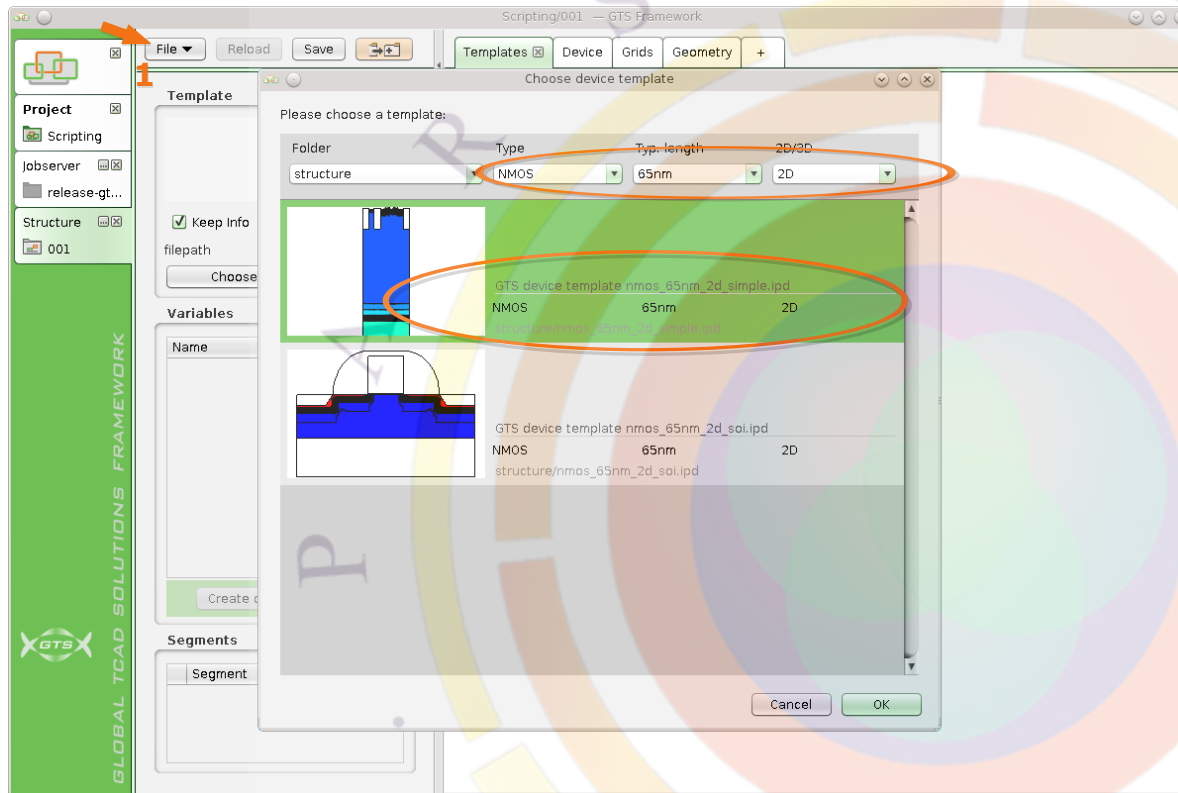 Scripting/001 — GTS Framework
File
Reload
Save
Templates
Device
Grids
Geometry
+
1
Project
Scripting
Jobserver
release-gt...
Structure
001
GLOBAL TCAD SOLUTIONS FRAMEWORK
GTS
Template
Keep Info
filepath
Choose
Variables
Name
Create
Segments
Segment
Choose device template
Please choose a template:
Folder
Type
Typ. length
2D/3D
structure
NMOS
65nm
2D
GTS device template nmos_65nm_2d_simple.ipd
NMOS 65nm 2D
structure/nmos_65nm_2d_simple.ipd
GTS device template nmos_65nm_2d_soi.ipd
NMOS 65nm 2D
structure/nmos_65nm_2d_soi.ipd
Cancel
OK
P . A R S